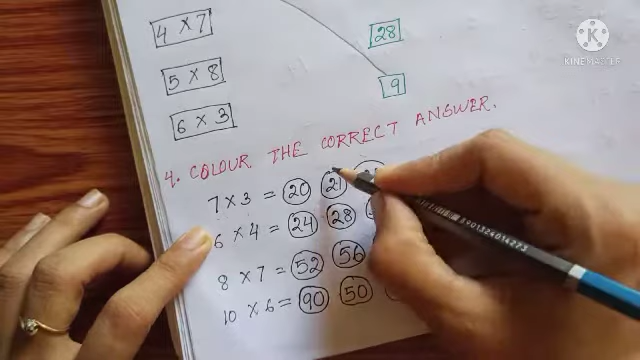 4 x 7
28
5 x 8
9
6 x 3
4. COLOUR THE CORRECT ANSWER.
7 x 3 = 20 21
6 x 4 = 24 28
8 x 7 = 52 56
10 x 6 = 90 50
KINEMASTER